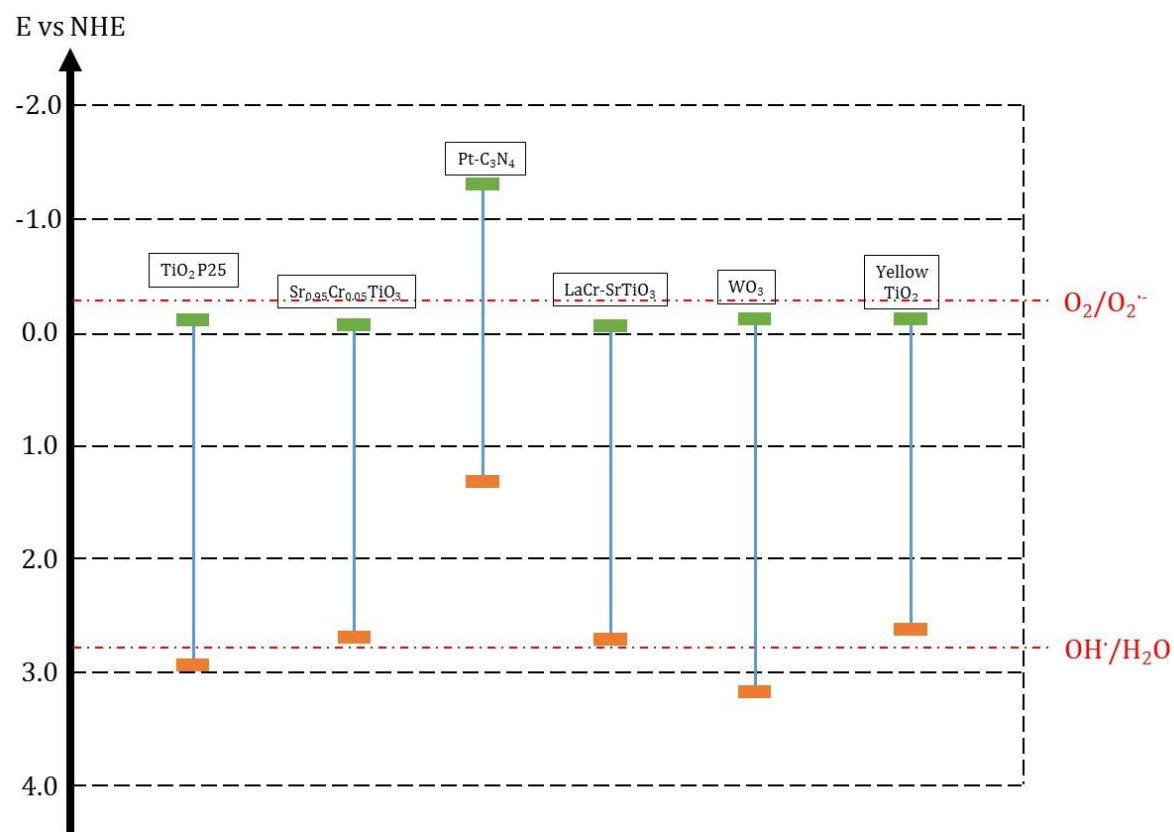 E vs NHE
-2.0
Pt-C₃N₄
-1.0
TiO₂ P25
Sr₀.₉₅Cr₀.₀₅TiO₃
LaCr-SrTiO₃
WO₃
Yellow
TiO₂
O₂/O₂˙⁻
0.0
1.0
2.0
OH˙/H₂O
3.0
4.0